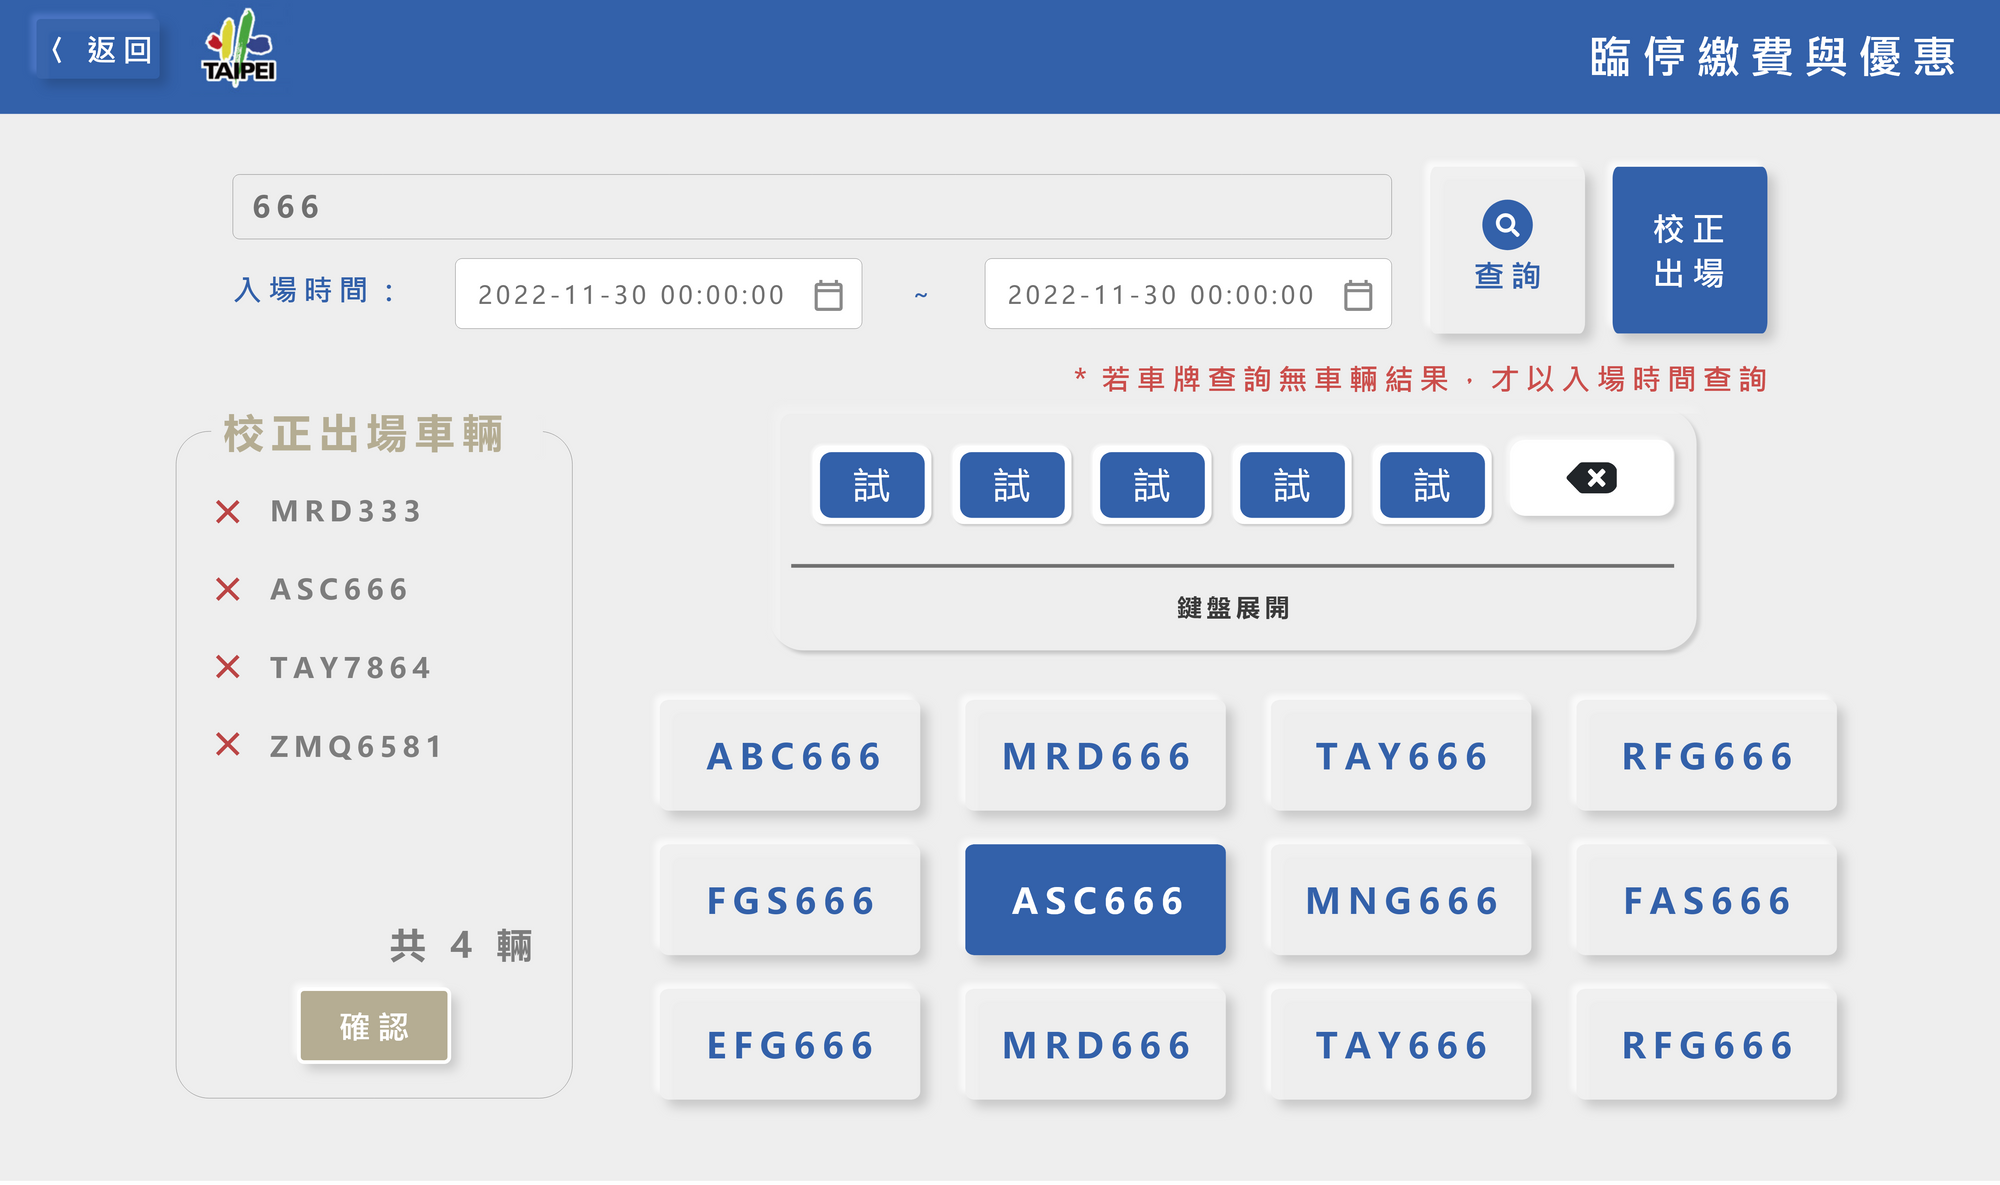 〈 返回
TAIPEI
臨停繳費與優惠
666
查詢
校正
出場
入場時間：
2022-11-30 00:00:00
~
2022-11-30 00:00:00
* 若車牌查詢無車輛結果，才以入場時間查詢
校正出場車輛
MRD333
ASC666
TAY7864
ZMQ6581
共 4 輛
確認
試 試 試 試 試
鍵盤展開
ABC666 MRD666 TAY666 RFG666
FGS666 ASC666 MNG666 FAS666
EFG666 MRD666 TAY666 RFG666